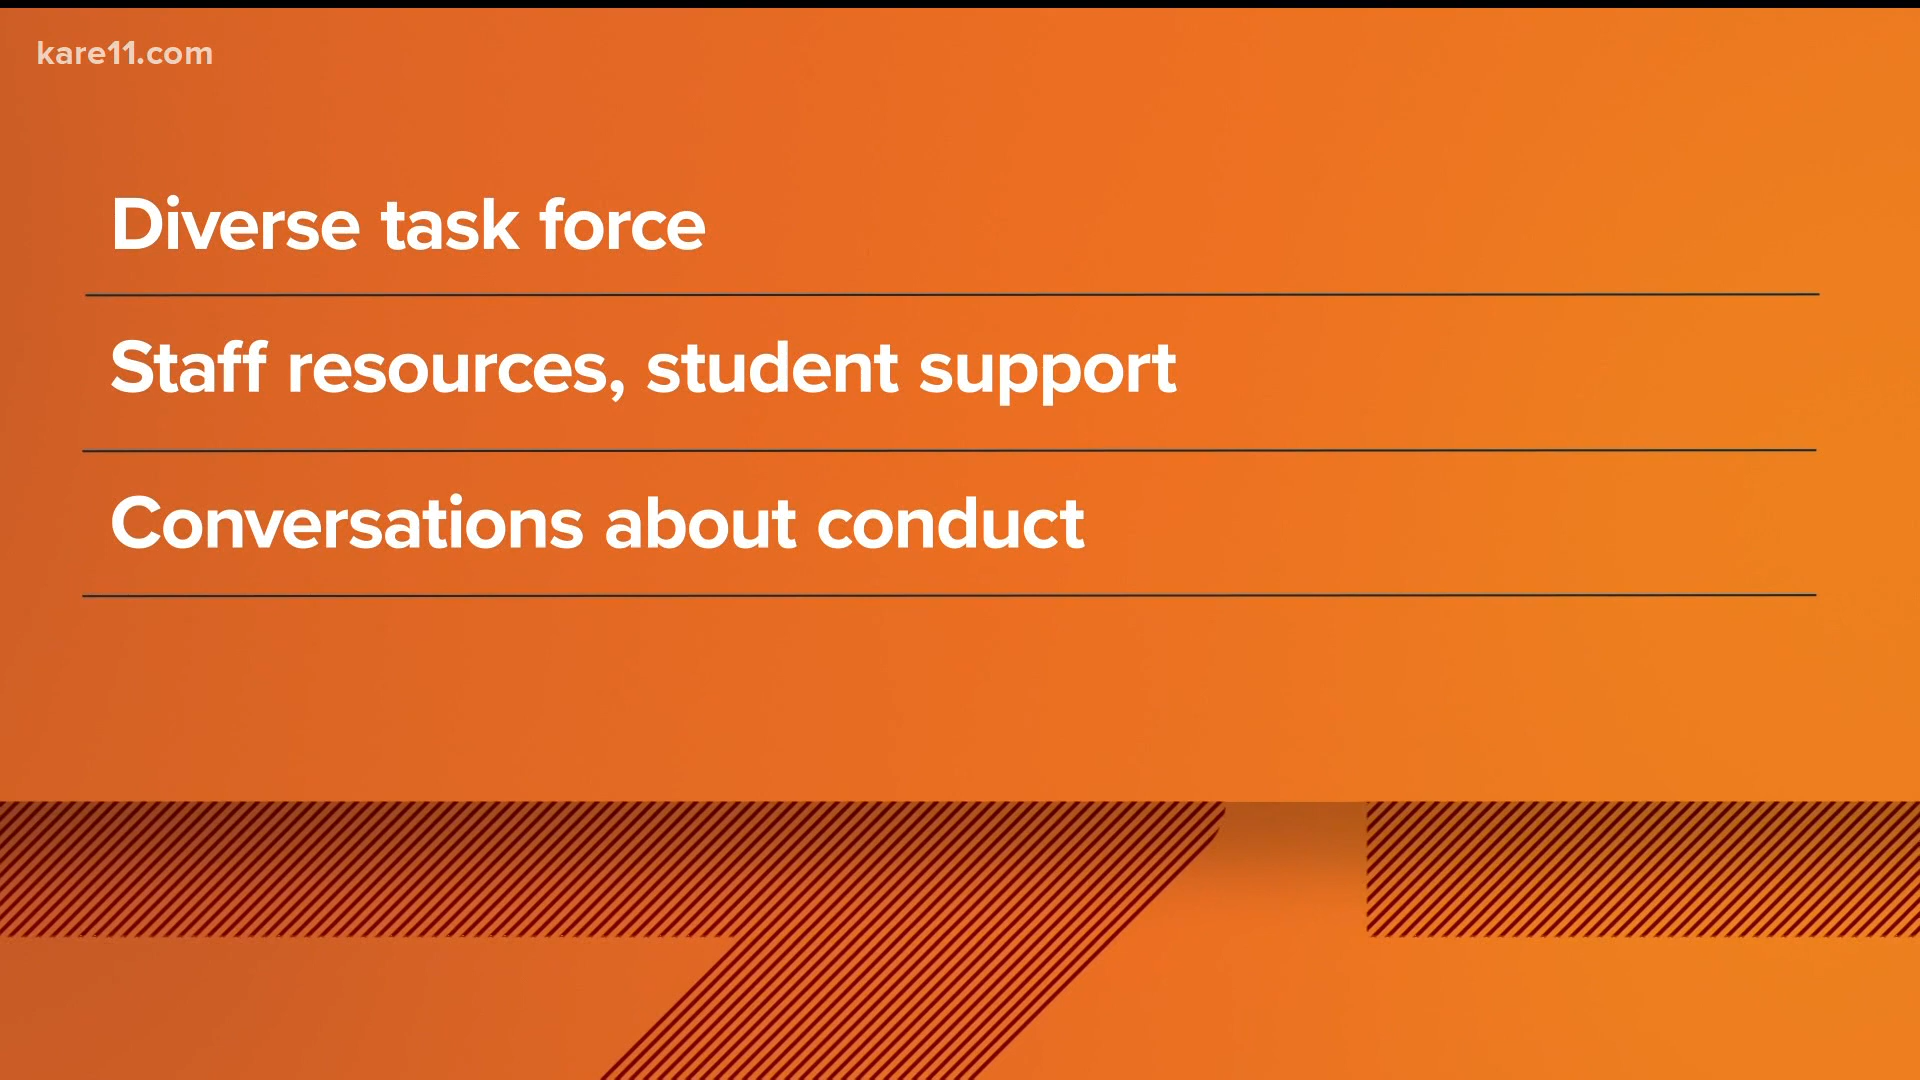 kare11.com
Diverse task force
Staff resources, student support
Conversations about conduct